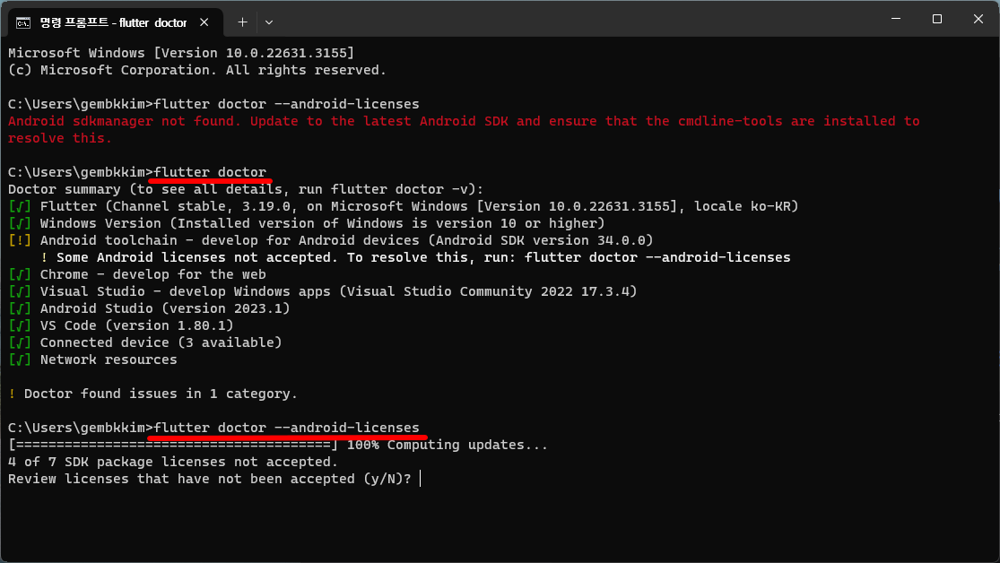 명령 프롬프트 - flutter doctor
Microsoft Windows [Version 10.0.22631.3155]
(c) Microsoft Corporation. All rights reserved.
C:\Users\gembkkim>flutter doctor --android-licenses
Android sdkmanager not found. Update to the latest Android SDK and ensure that the cmdline-tools are installed to
resolve this.
C:\Users\gembkkim>flutter doctor
Doctor summary (to see all details, run flutter doctor -v):
[√] Flutter (Channel stable, 3.19.0, on Microsoft Windows [Version 10.0.22631.3155], locale ko-KR)
[√] Windows Version (Installed version of Windows is version 10 or higher)
[!] Android toolchain - develop for Android devices (Android SDK version 34.0.0)
! Some Android licenses not accepted. To resolve this, run: flutter doctor --android-licenses
[√] Chrome - develop for the web
[√] Visual Studio - develop Windows apps (Visual Studio Community 2022 17.3.4)
[√] Android Studio (version 2023.1)
[√] VS Code (version 1.80.1)
[√] Connected device (3 available)
[√] Network resources
! Doctor found issues in 1 category.
C:\Users\gembkkim>flutter doctor --android-licenses
[=======================================] 100% Computing updates...
4 of 7 SDK package licenses not accepted.
Review licenses that have not been accepted (y/N)?